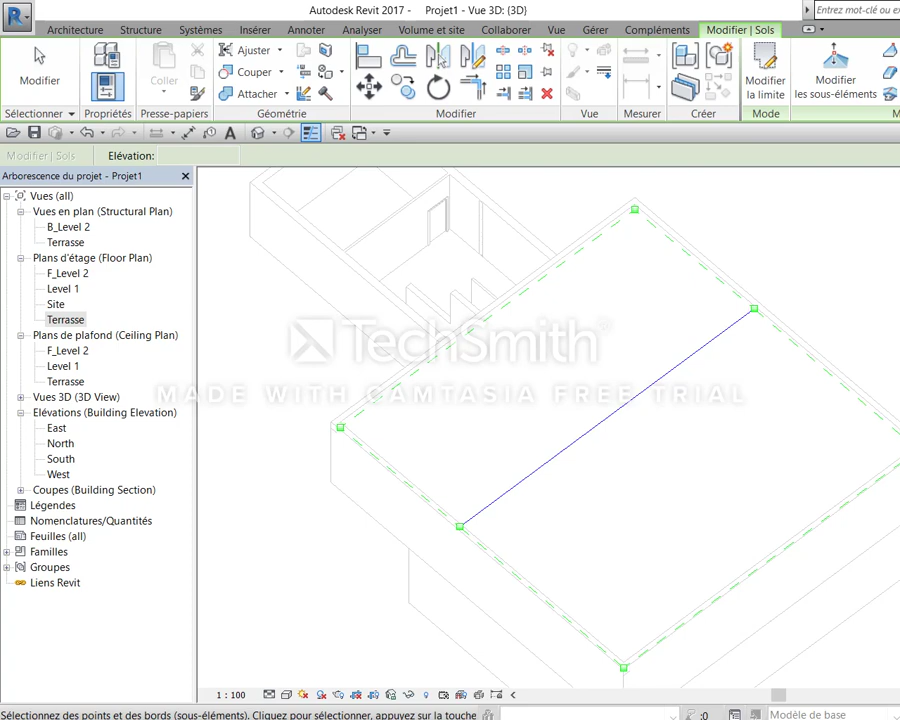 Autodesk Revit 2017 - Projet1 - Vue 3D: {3D}
Entrez mot-clé ou ex
Architecture Structure Systèmes Insérer Annoter Analyser Volume et site Collaborer Vue Gérer Compléments Modifier | Sols
Modifier
Coller
Ajuster
Couper
Attacher
Modifier la limite
Modifier les sous-éléments
Sélectionner Propriétés Presse-papiers Géométrie Modifier Vue Mesurer Créer Mode M
Modifier | Sols Elévation:
Arborescence du projet - Projet1
Vues (all)
Vues en plan (Structural Plan)
B_Level 2
Terrasse
Plans d'étage (Floor Plan)
F_Level 2
Level 1
Site
Terrasse
Plans de plafond (Ceiling Plan)
F_Level 2
Level 1
Terrasse
Vues 3D (3D View)
Elévations (Building Elevation)
East
North
South
West
Coupes (Building Section)
Légendes
Nomenclatures/Quantités
Feuilles (all)
Familles
Groupes
Liens Revit
TechSmith®
MADE WITH CAMTASIA FREE TRIAL
1 : 100
Sélectionnez des points et des bords (sous-éléments). Cliquez pour sélectionner, appuyez sur la touche
:0
Modèle de base